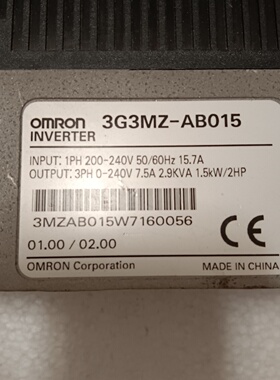 OMRON 3G3MZ-AB015
INVERTER
INPUT: 1PH 200-240V 50/60Hz 15.7A
OUTPUT: 3PH 0-240V 7.5A 2.9KVA 1.5kW/2HP
3MZAB015W7160056
01.00 / 02.00
OMRON Corporation MADE IN CHINA